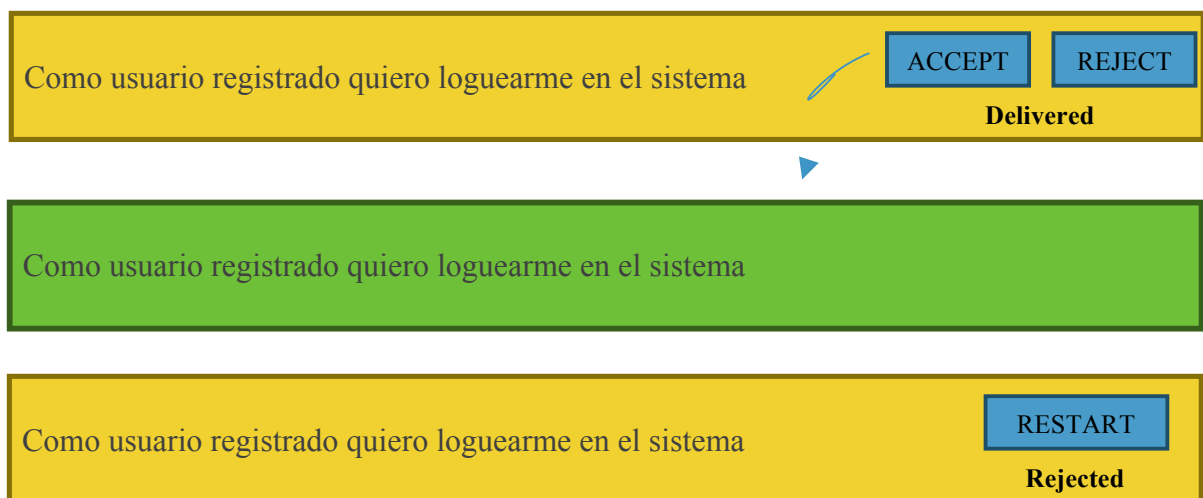 Como usuario registrado quiero loguearme en el sistema
ACCEPT
REJECT
Delivered
Como usuario registrado quiero loguearme en el sistema
Como usuario registrado quiero loguearme en el sistema
RESTART
Rejected